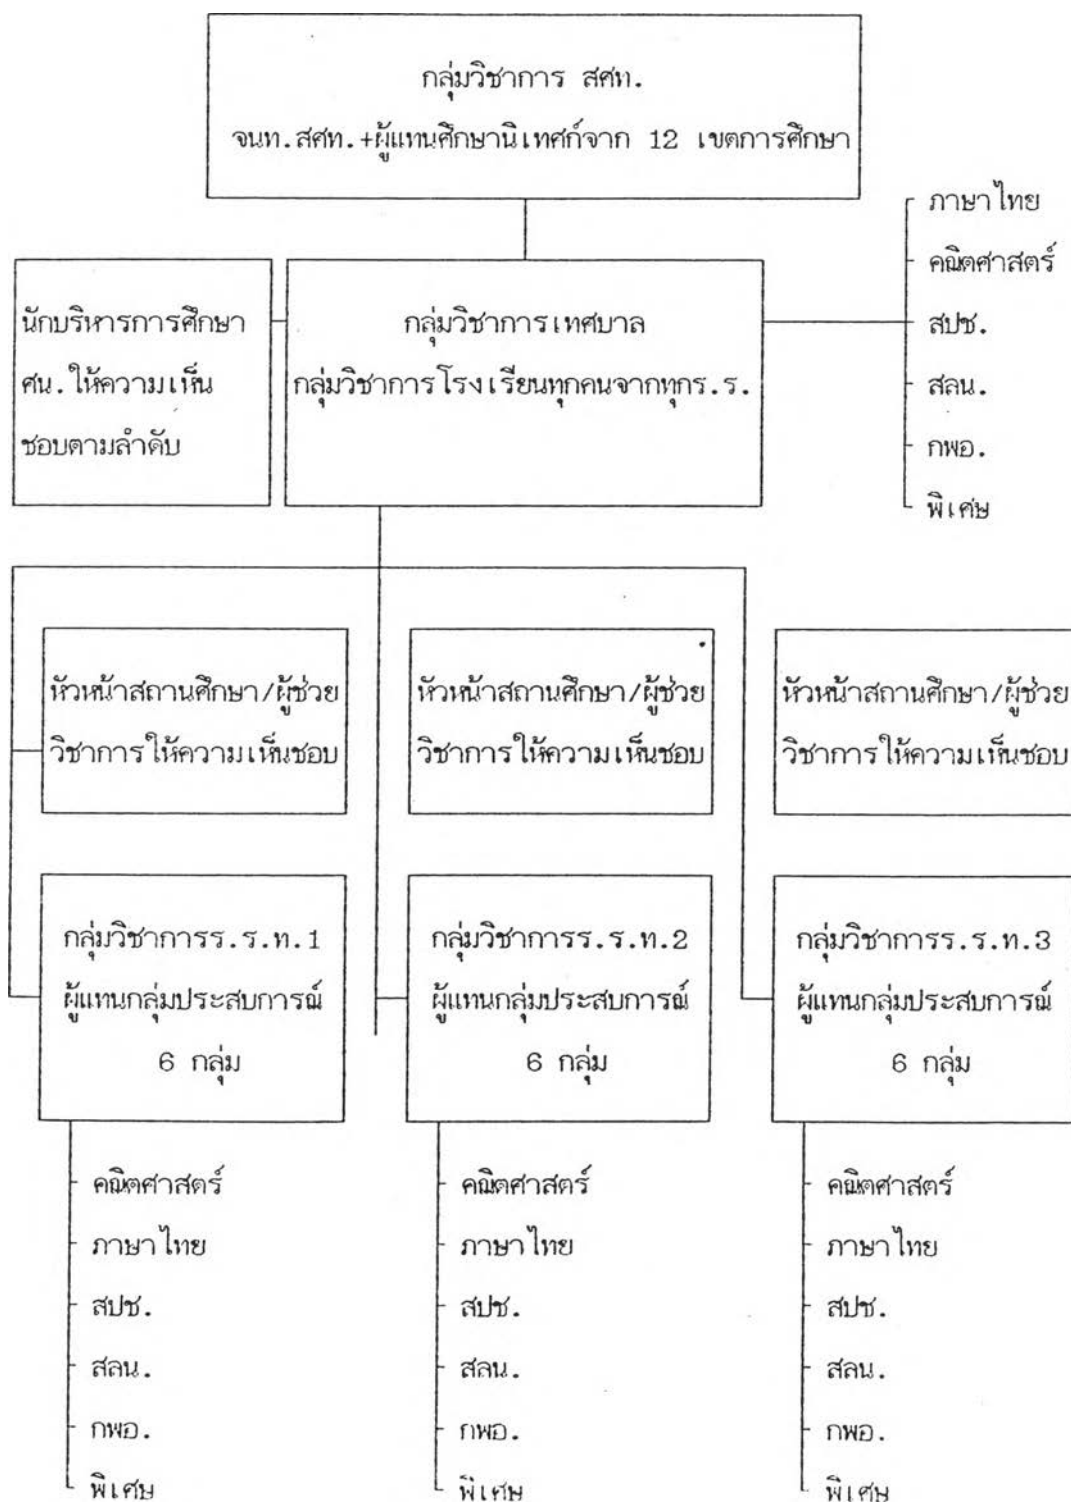 กลุ่มวิชาการ สศท.
จนท.สศท.+ผู้แทนศึกษานิเทศก์จาก 12 เขตการศึกษา
ภาษาไทย
คณิตศาสตร์
สปช.
สลน.
กพอ.
พิเศษ
นักบริหารการศึกษา
ศน.ให้ความเห็น
ชอบตามลำดับ
กลุ่มวิชาการเทศบาล
กลุ่มวิชาการโรงเรียนทุกคนจากทุกร.ร.
หัวหน้าสถานศึกษา/ผู้ช่วย
วิชาการให้ความเห็นชอบ
หัวหน้าสถานศึกษา/ผู้ช่วย
วิชาการให้ความเห็นชอบ
หัวหน้าสถานศึกษา/ผู้ช่วย
วิชาการให้ความเห็นชอบ
กลุ่มวิชาการร.ร.ท.1
ผู้แทนกลุ่มประสบการณ์
6 กลุ่ม
กลุ่มวิชาการร.ร.ท.2
ผู้แทนกลุ่มประสบการณ์
6 กลุ่ม
กลุ่มวิชาการร.ร.ท.3
ผู้แทนกลุ่มประสบการณ์
6 กลุ่ม
คณิตศาสตร์
ภาษาไทย
สปช.
สลน.
กพอ.
พิเศษ
คณิตศาสตร์
ภาษาไทย
สปช.
สลน.
กพอ.
พิเศษ
คณิตศาสตร์
ภาษาไทย
สปช.
สลน.
กพอ.
พิเศษ